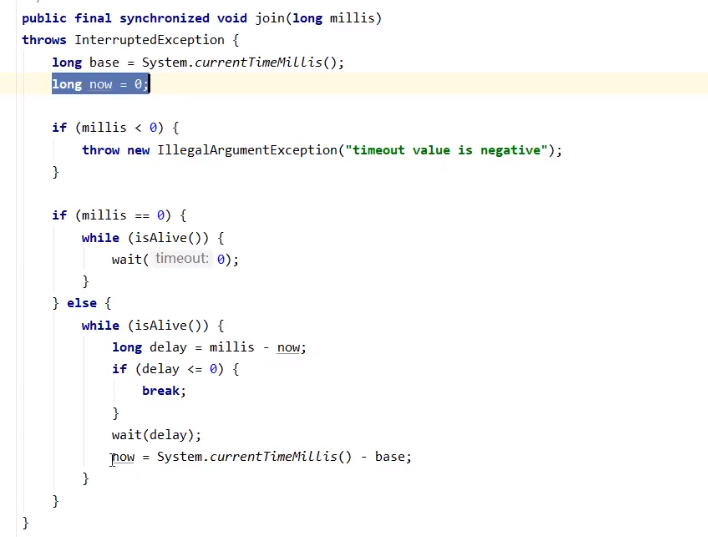 public final synchronized void join(long millis)
throws InterruptedException {
    long base = System.currentTimeMillis();
    long now = 0;

    if (millis < 0) {
        throw new IllegalArgumentException("timeout value is negative");
    }

    if (millis == 0) {
        while (isAlive()) {
            wait( timeout: 0);
        }
    } else {
        while (isAlive()) {
            long delay = millis - now;
            if (delay <= 0) {
                break;
            }
            wait(delay);
            now = System.currentTimeMillis() - base;
        }
    }
}